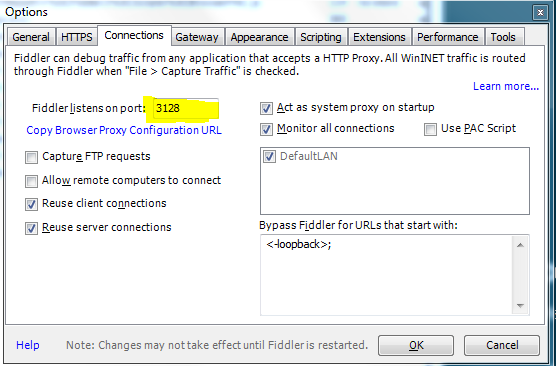 Options
General HTTPS Connections Gateway Appearance Scripting Extensions Performance Tools
Fiddler can debug traffic from any application that accepts a HTTP Proxy. All WinINET traffic is routed
through Fiddler when "File > Capture Traffic" is checked.
Learn more...
Fiddler listens on port: 3128
Copy Browser Proxy Configuration URL
Capture FTP requests
Allow remote computers to connect
Reuse client connections
Reuse server connections
Act as system proxy on startup
Monitor all connections Use PAC Script
DefaultLAN
Bypass Fiddler for URLs that start with:
<-loopback>;
Help Note: Changes may not take effect until Fiddler is restarted. OK Cancel